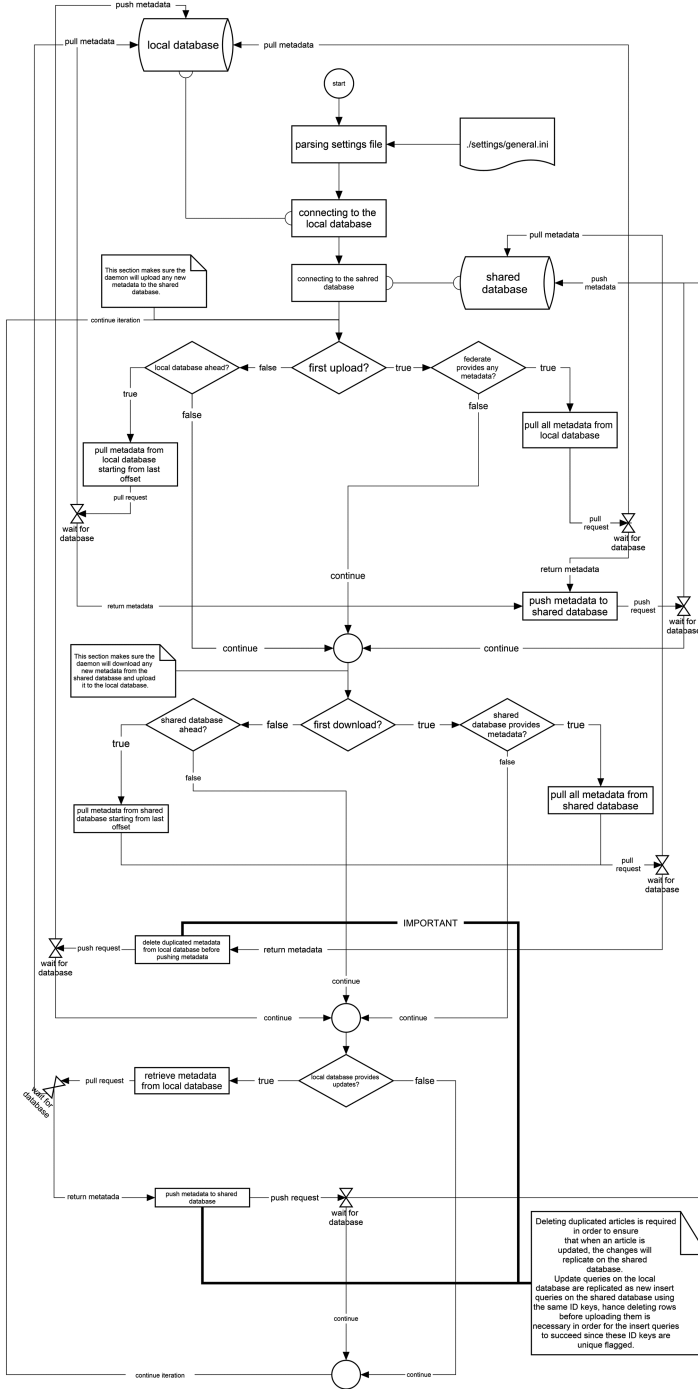 push metadata
pull metadata
local database
pull metadata
start
parsing settings file
./settings/general.ini
connecting to the
local database
pull metadata
This section makes sure the
daemon will upload any new
metadata to the shared
database.
connecting to the sahred
database
shared
database
push
metadata
continue iteration
local database ahead?
false
first upload?
true
federate
provides any
metadata?
true
true
false
false
pull metadata from
local database
starting from last
offset
pull all metadata from
local database
pull request
wait for
database
pull
request
wait for
database
return metadata
continue
return metadata
push metadata to
shared database
push
request
wait for
database
continue
continue
This section makes sure the
daemon will download any
new metadata from the
shared database and upload
it to the local database.
shared database
ahead?
false
first download?
true
shared
database provides
metadata?
true
true
false
false
pull metadata from shared
database starting from last
offset
pull all metadata from
shared database
pull
request
wait for
database
IMPORTANT
wait for
database
push request
delete duplicated metadata
from local database before
pushing metadata
return metadata
continue
continue
continue
wait for
database
pull request
retrieve metadata
from local database
true
local database provides
updates?
false
return metatada
push metadata to shared
database
push request
wait for
database
Deleting duplicated articles is required
in order to ensure
that when an article is
updated, the changes will
replicate on the shared
database.
Update queries on the local
database are replicated as new insert
queries on the shared database using
the same ID keys, hance deleting rows
before uploading them is
necessary in order for the insert queries
to succeed since these ID keys are
unique flagged.
continue
continue iteration
continue